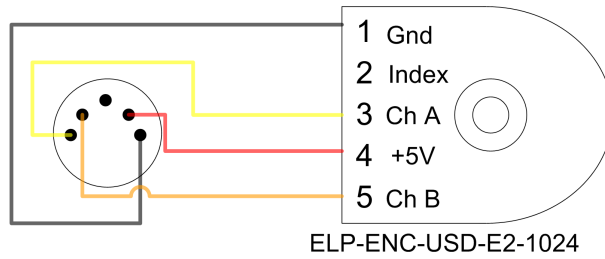 1 Gnd
2 Index
3 Ch A
4 +5V
5 Ch B
ELP-ENC-USD-E2-1024